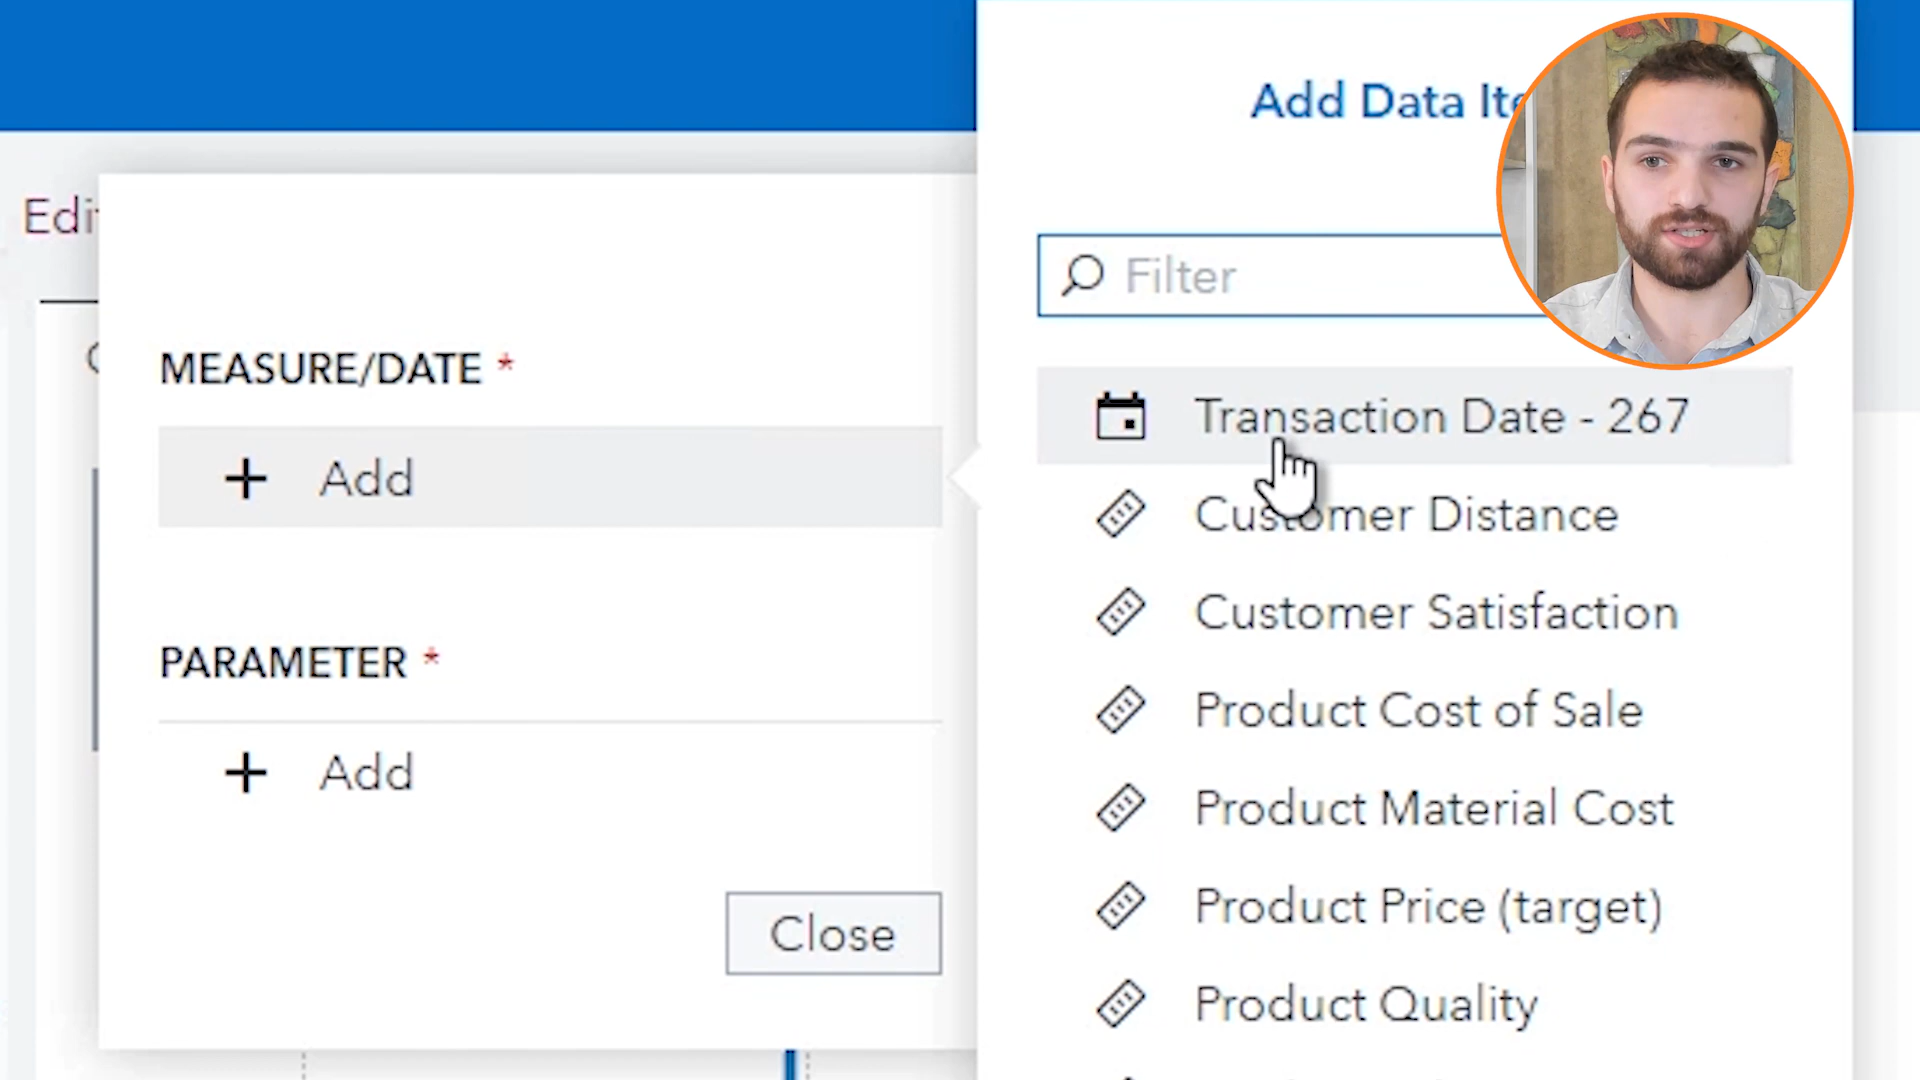 Edit
MEASURE/DATE *
+ Add
PARAMETER *
+ Add
Close
Add Data Ite
Filter
Transaction Date - 267
Customer Distance
Customer Satisfaction
Product Cost of Sale
Product Material Cost
Product Price (target)
Product Quality